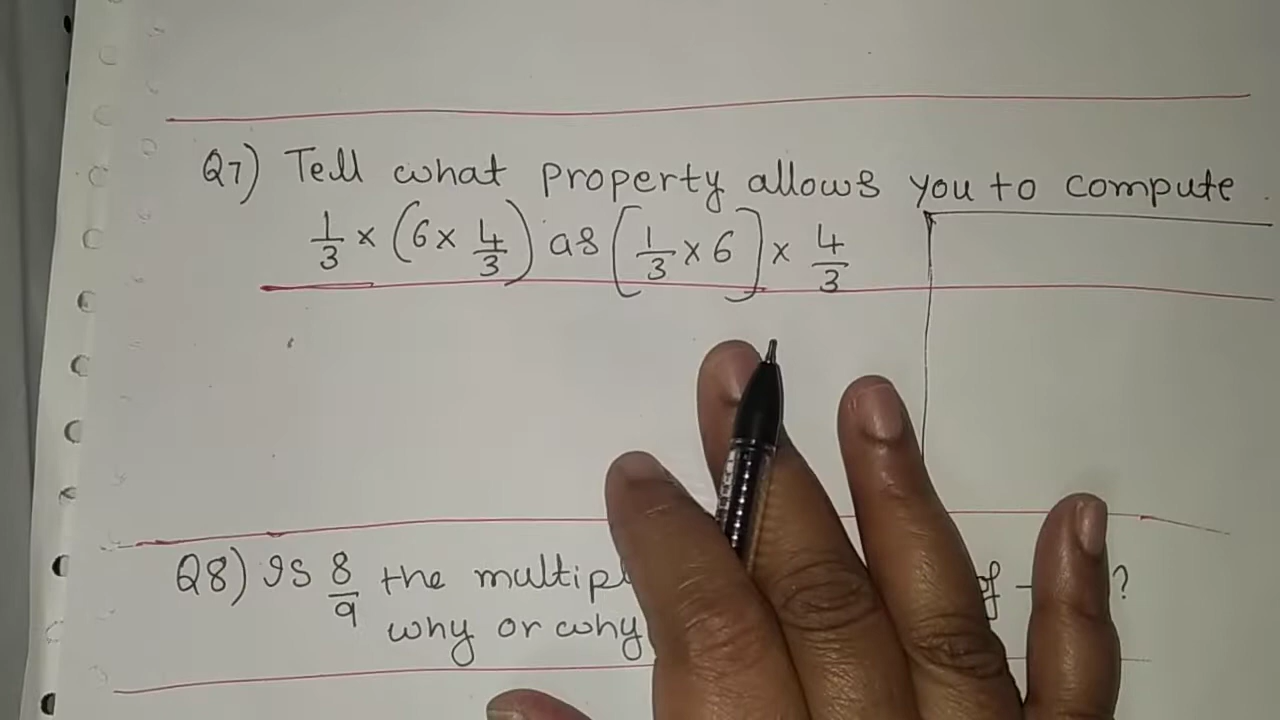 Q7) Tell what property allows you to compute.
1/3 × (6 × 4/3) as (1/3 × 6) × 4/3
Q8) Is 8/9 the of - ?
why or why